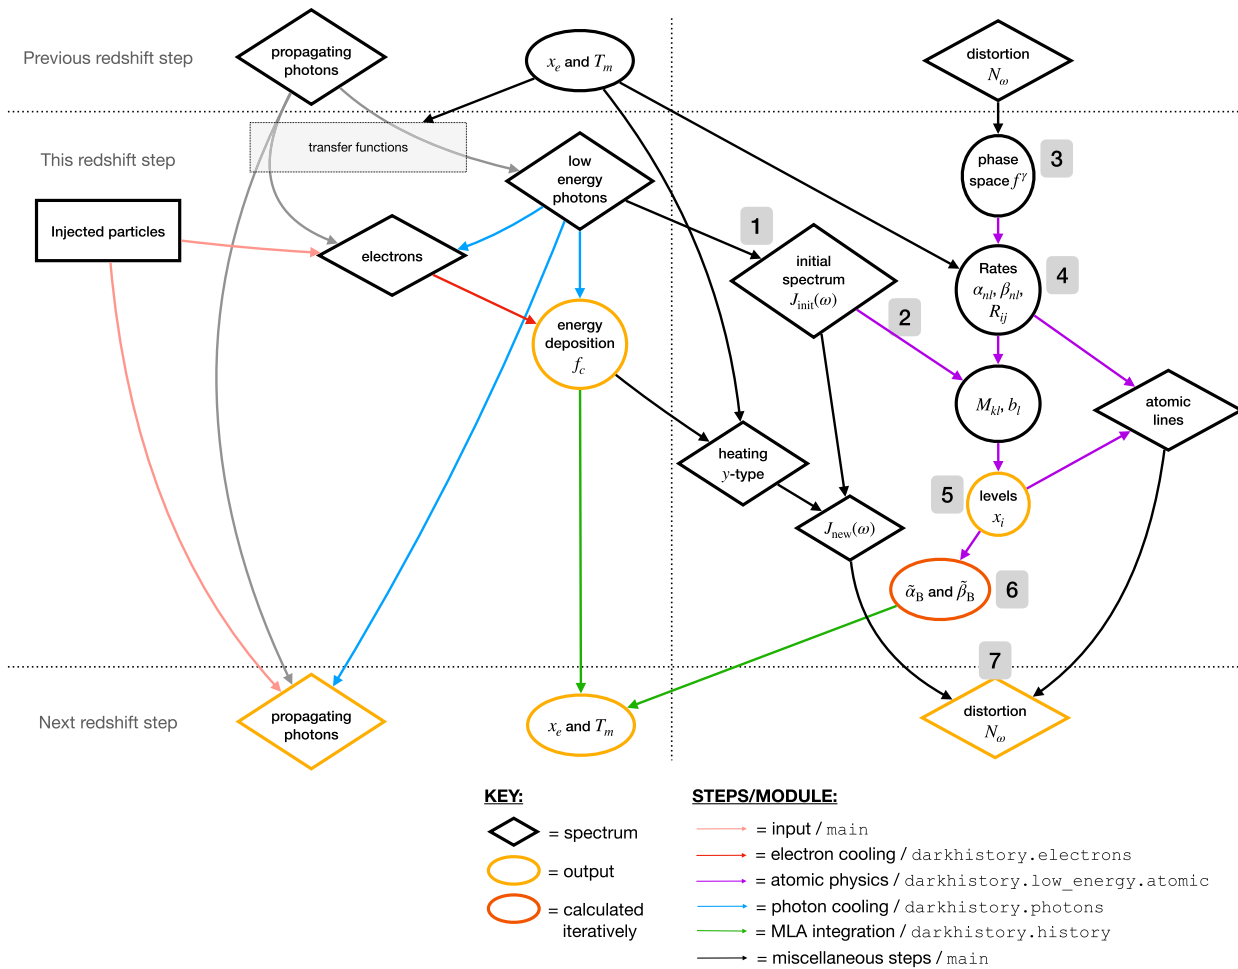 Previous redshift step
propagating
photons
x_e and T_m
distortion
N_ω
This redshift step
transfer functions
low
energy
photons
phase
space f^γ
3
Injected particles
electrons
1
initial
spectrum
J_init(ω)
Rates
α_nl, β_nl,
R_ij
4
2
energy
deposition
f_c
M_kl, b_l
atomic
lines
heating
y-type
5
levels
x_i
J_new(ω)
α̃_B and β̃_B
6
7
Next redshift step
propagating
photons
x_e and T_m
distortion
N_ω
KEY:
= spectrum
= output
= calculated
iteratively
STEPS/MODULE:
= input / main
= electron cooling / darkhistory.electrons
= atomic physics / darkhistory.low_energy.atomic
= photon cooling / darkhistory.photons
= MLA integration / darkhistory.history
= miscellaneous steps / main